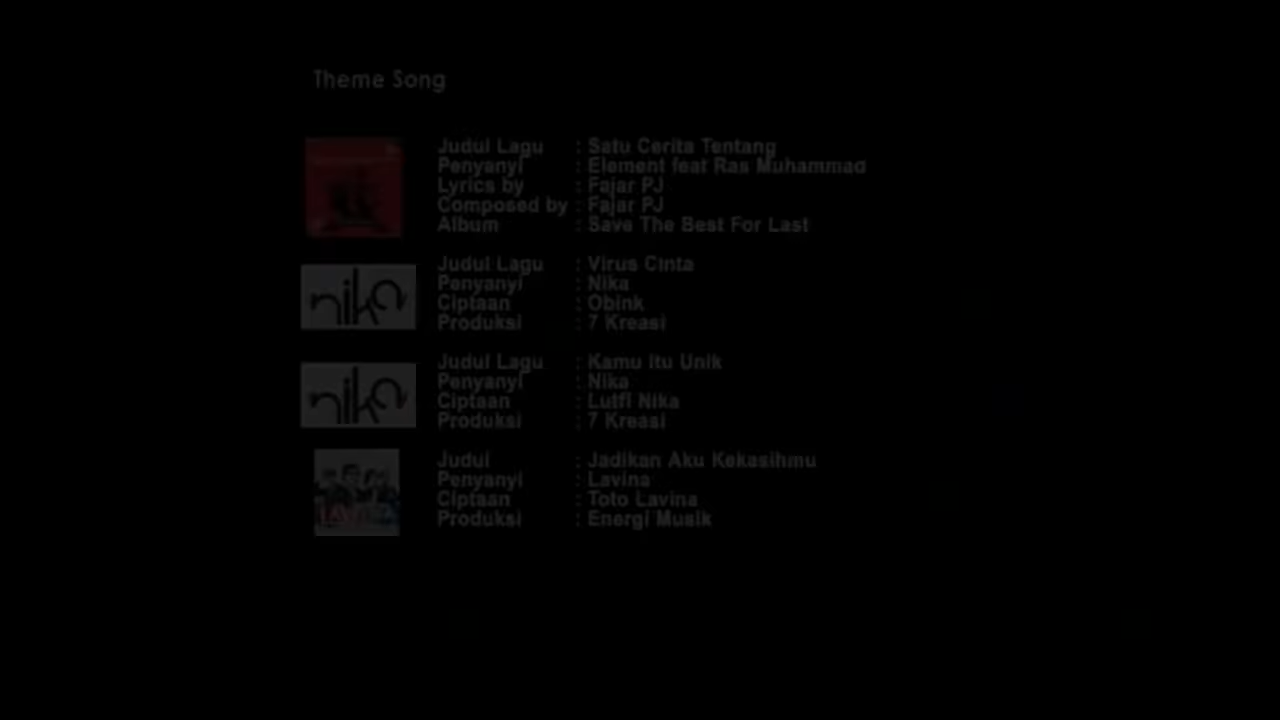 Theme Song
Judul Lagu : Satu Cerita Tentang
Penyanyi : Element feat Ras Muhammad
Lyrics by : Fajar PJ
Composed by : Fajar PJ
Album : Save The Best For Last
nika
Judul Lagu : Virus Cinta
Penyanyi : Nika
Ciptaan : Obink
Produksi : 7 Kreasi
nika
Judul Lagu : Kamu Itu Unik
Penyanyi : Nika
Ciptaan : Lutfi Nika
Produksi : 7 Kreasi
LAVINA
Judul : Jadikan Aku Kekasihmu
Penyanyi : Lavina
Ciptaan : Toto Lavina
Produksi : Energi Musik